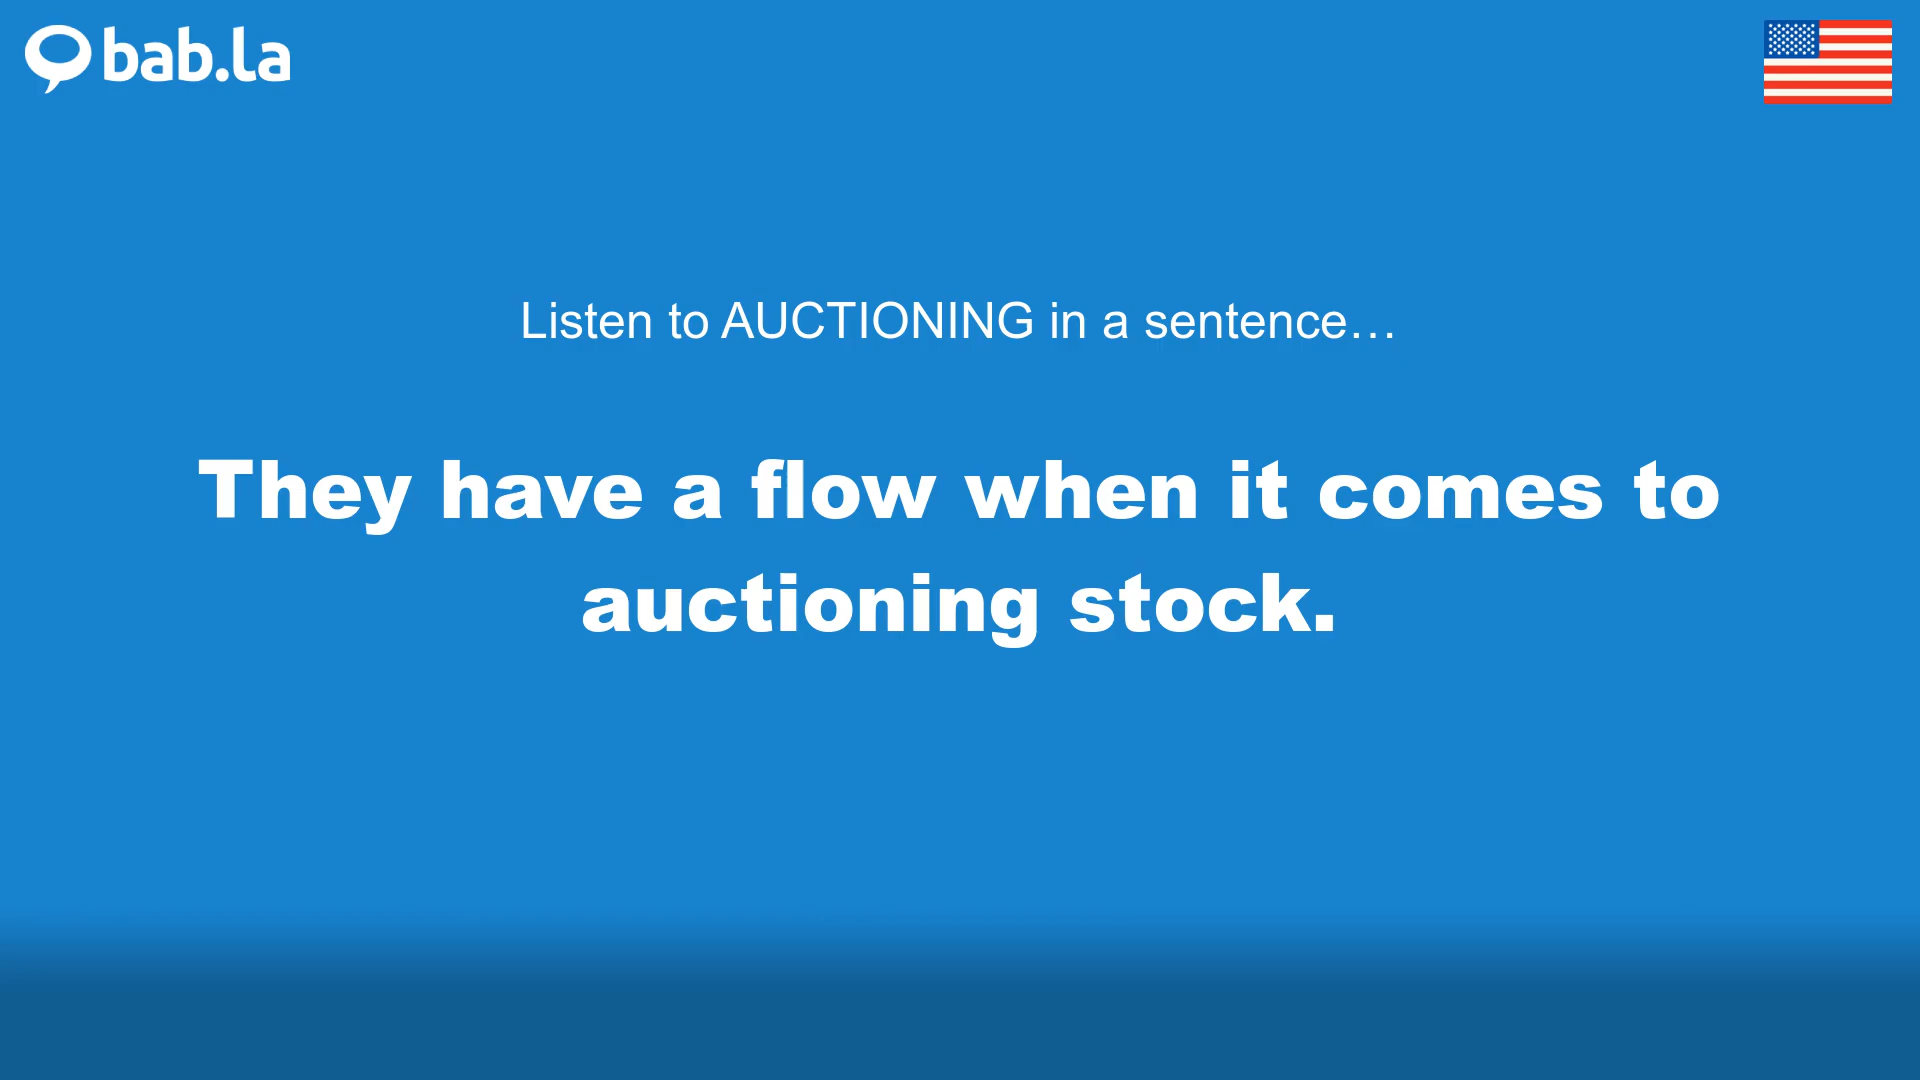 bab.la
Listen to AUCTIONING in a sentence…
They have a flow when it comes to
auctioning stock.